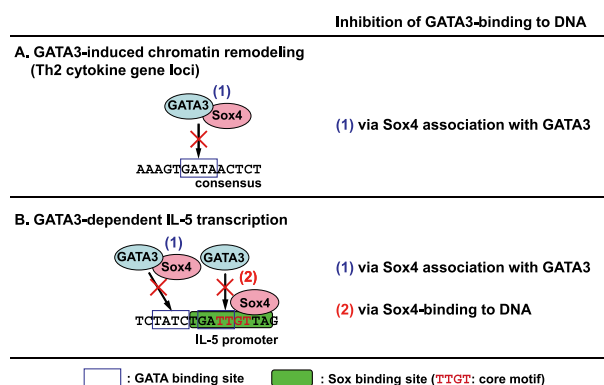 Inhibition of GATA3-binding to DNA
A. GATA3-induced chromatin remodeling
(Th2 cytokine gene loci)
(1)
GATA3
Sox4
(1) via Sox4 association with GATA3
AAAGTGATAACTCT
consensus
B. GATA3-dependent IL-5 transcription
(1)
GATA3
Sox4
GATA3
(2)
Sox4
(1) via Sox4 association with GATA3
(2) via Sox4-binding to DNA
TCTATCTGATTGTTAG
IL-5 promoter
: GATA binding site
: Sox binding site (TTGT: core motif)